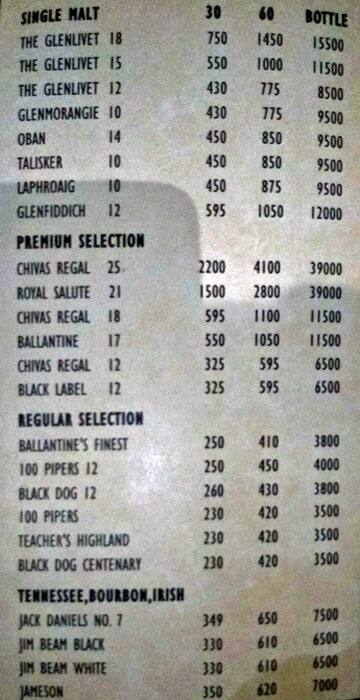 SINGLE MALT 30 60 BOTTLE
THE GLENLIVET 18 750 1450 15500
THE GLENLIVET 15 550 1000 11500
THE GLENLIVET 12 430 775 8500
GLENMORANGIE 10 430 775 9500
OBAN 14 450 850 9500
TALISKER 10 450 850 9500
LAPHROAIG 10 450 875 9500
GLENFIDDICH 12 595 1050 12000
PREMIUM SELECTION
CHIVAS REGAL 25 2200 4100 39000
ROYAL SALUTE 21 1500 2800 39000
CHIVAS REGAL 18 595 1100 11500
BALLANTINE 17 550 1050 11500
CHIVAS REGAL 12 325 595 6500
BLACK LABEL 12 325 595 6500
REGULAR SELECTION
BALLANTINE'S FINEST 250 410 3800
100 PIPERS 12 250 450 4000
BLACK DOG 12 260 430 3800
100 PIPERS 230 420 3500
TEACHER'S HIGHLAND 230 420 3500
BLACK DOG CENTENARY 230 420 3500
TENNESSEE,BOURBON,IRISH
JACK DANIELS NO. 7 349 650 7500
JIM BEAM BLACK 330 610 6500
JIM BEAM WHITE 330 610 6500
JAMESON 350 620 7000